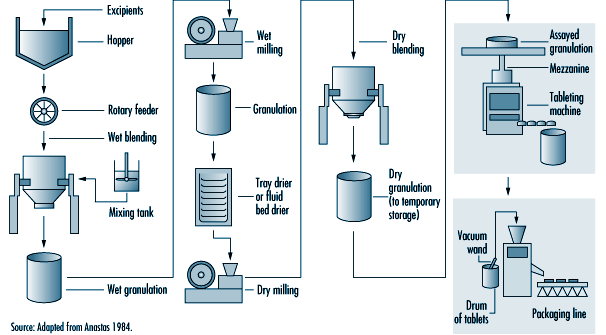 Excipients
Hopper
Rotary feeder
Wet blending
Mixing tank
Wet granulation
Wet
milling
Granulation
Tray drier
or fluid
bed drier
Dry milling
Dry
blending
Dry
granulation
(to temporary
storage)
Assayed
granulation
Mezzanine
Tableting
machine
Vacuum
wand
Drum
of tablets
Packaging line
Source: Adapted from Anastas 1984.